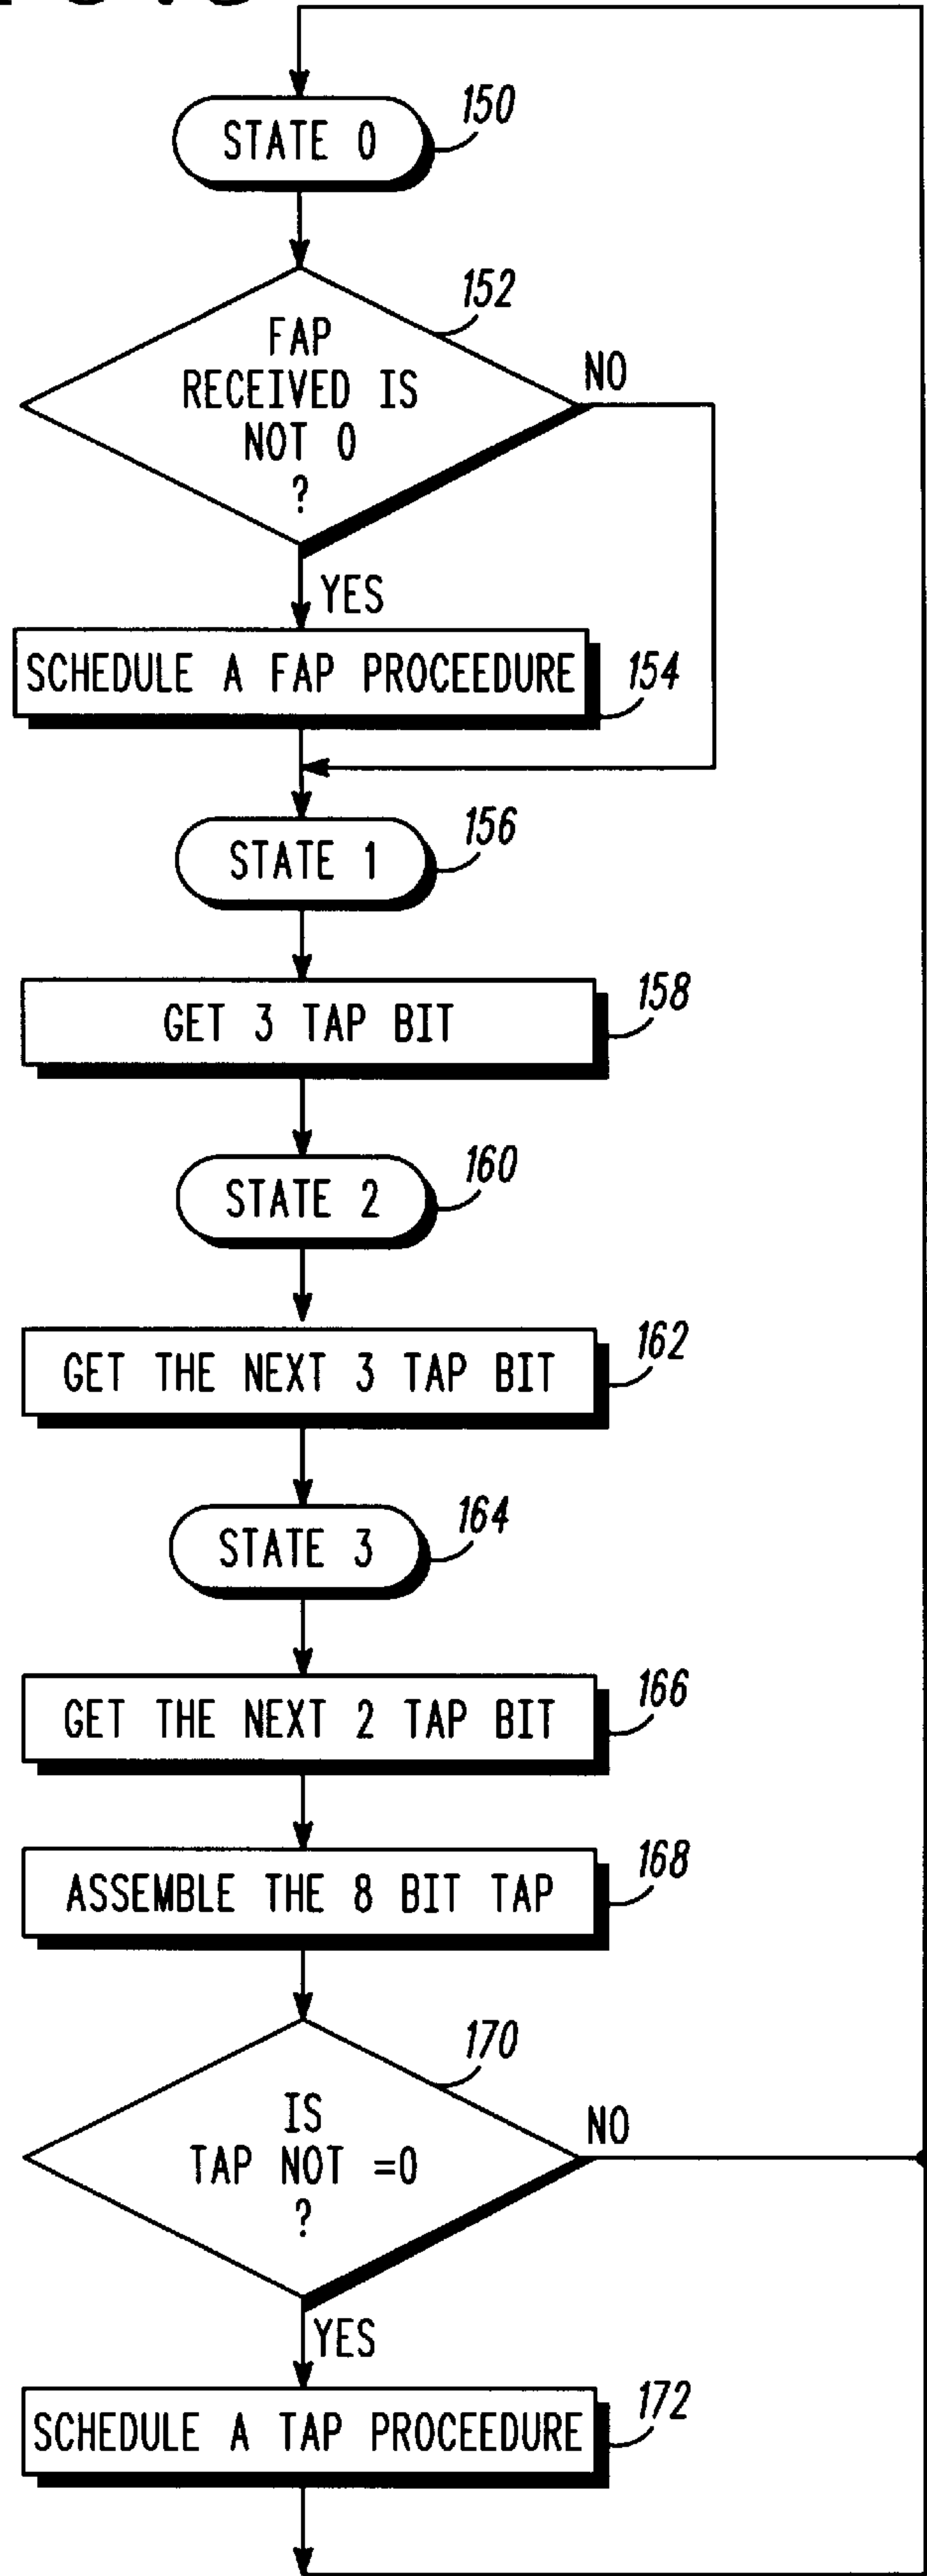 STATE 0
150
152
FAP
RECEIVED IS
NOT 0
?
NO
YES
SCHEDULE A FAP PROCEEDURE
154
STATE 1
156
GET 3 TAP BIT
158
STATE 2
160
GET THE NEXT 3 TAP BIT
162
STATE 3
164
GET THE NEXT 2 TAP BIT
166
ASSEMBLE THE 8 BIT TAP
168
170
IS
TAP NOT =0
?
NO
YES
SCHEDULE A TAP PROCEEDURE
172